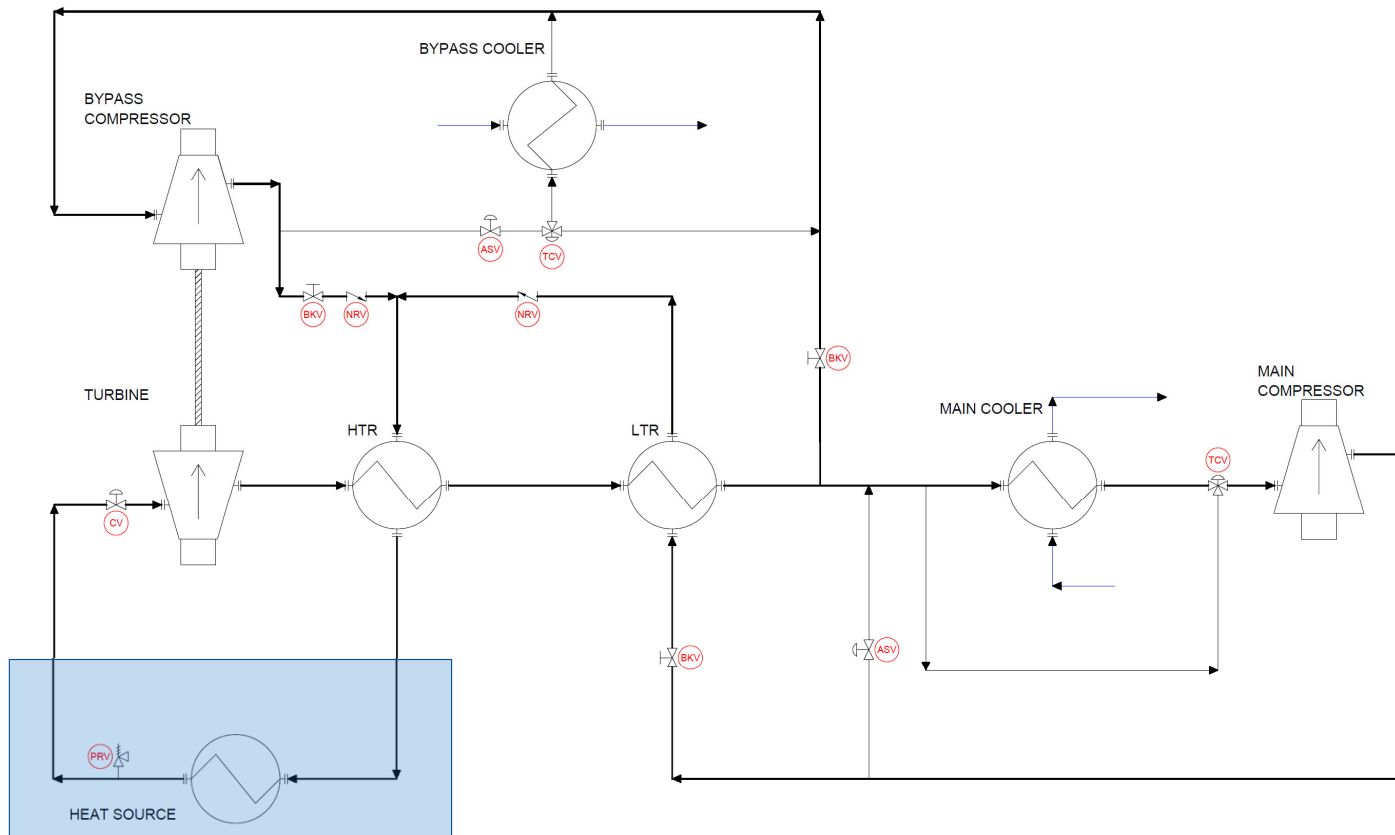 BYPASS COOLER
BYPASS
COMPRESSOR
ASV
TCV
BKV
NRV
NRV
BKV
TURBINE
HTR
LTR
MAIN COOLER
MAIN
COMPRESSOR
TCV
CV
BKV
ASV
PRV
HEAT SOURCE